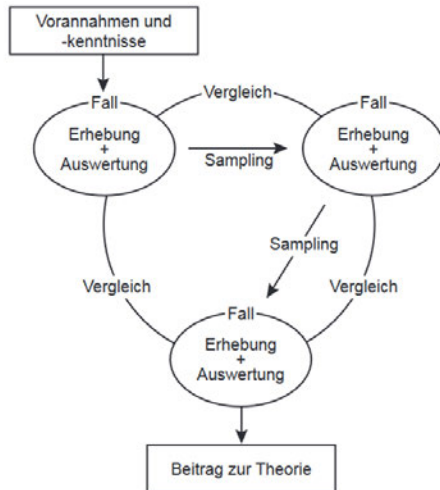 Vorannahmen und
-kenntnisse
Fall
Vergleich
Fall
Erhebung
+
Auswertung
Sampling
Erhebung
+
Auswertung
Sampling
Vergleich
Vergleich
Fall
Erhebung
+
Auswertung
Beitrag zur Theorie